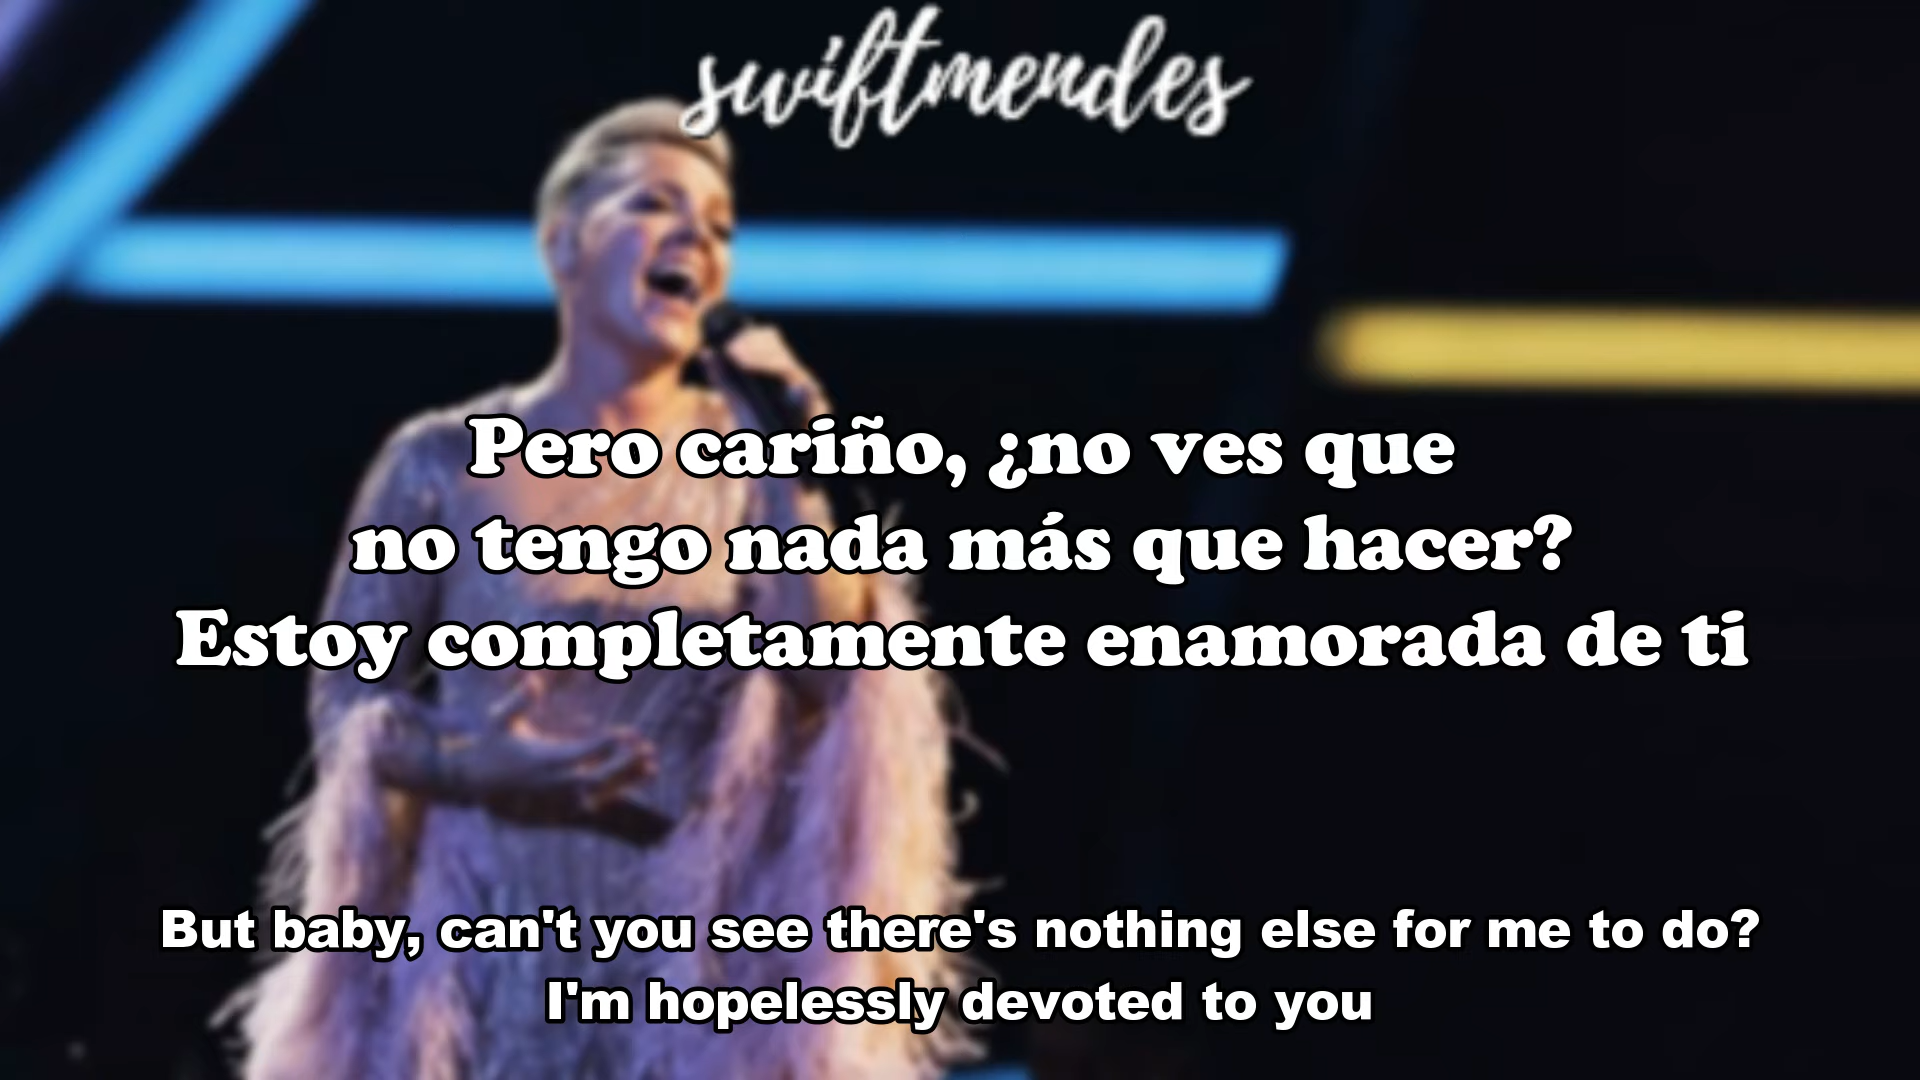 swiftmendes
Pero cariño, ¿no ves que
no tengo nada más que hacer?
Estoy completamente enamorada de ti
But baby, can't you see there's nothing else for me to do?
I'm hopelessly devoted to you